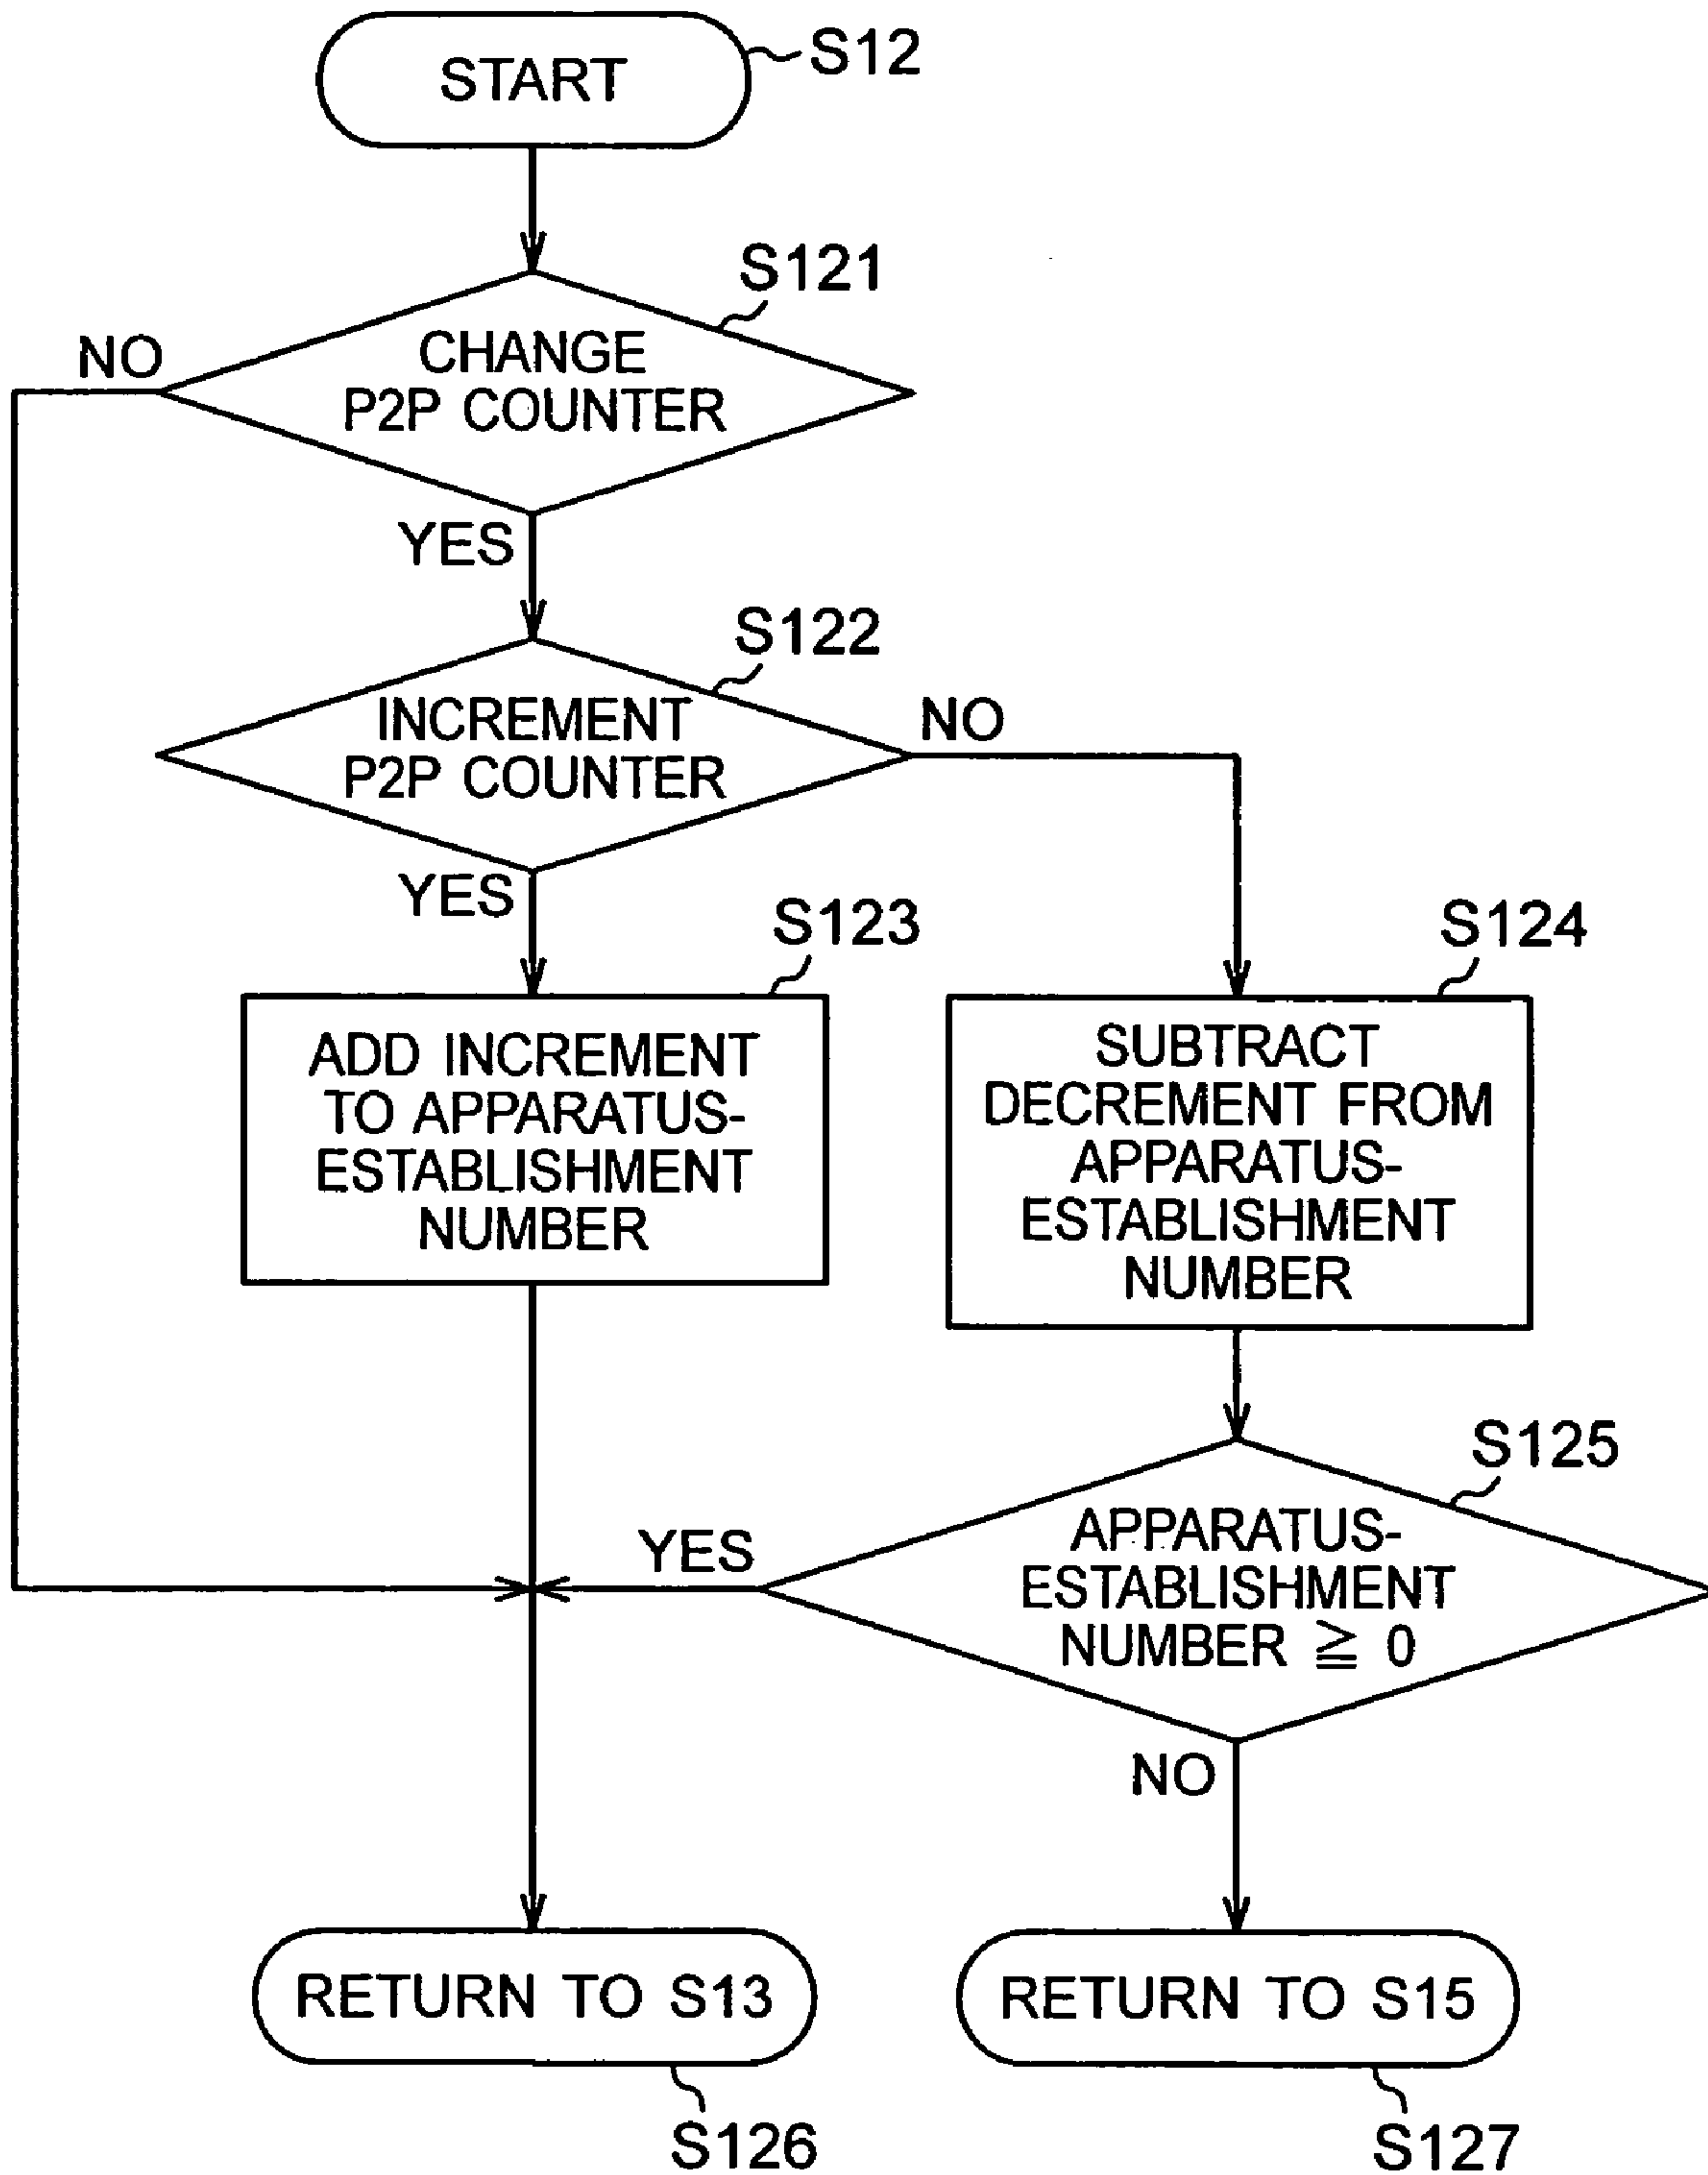 START
S12
S121
NO
CHANGE
P2P COUNTER
YES
S122
INCREMENT
P2P COUNTER
NO
YES
S123
S124
ADD INCREMENT
TO APPARATUS-
ESTABLISHMENT
NUMBER
SUBTRACT
DECREMENT FROM
APPARATUS-
ESTABLISHMENT
NUMBER
S125
YES
APPARATUS-
ESTABLISHMENT
NUMBER ≧ 0
NO
RETURN TO S13
RETURN TO S15
S126
S127